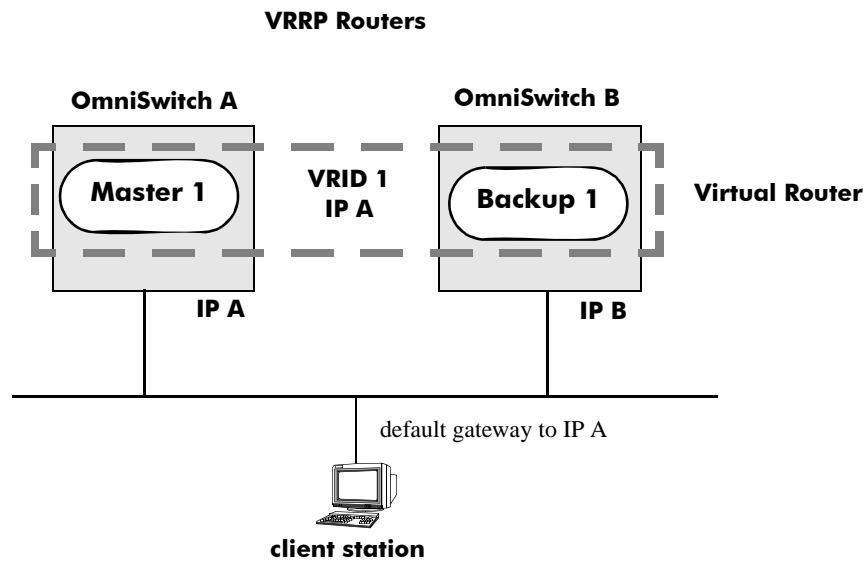 VRRP Routers
OmniSwitch A
OmniSwitch B
Master 1
VRID 1
IP A
Backup 1
Virtual Router
IP A
IP B
default gateway to IP A
client station